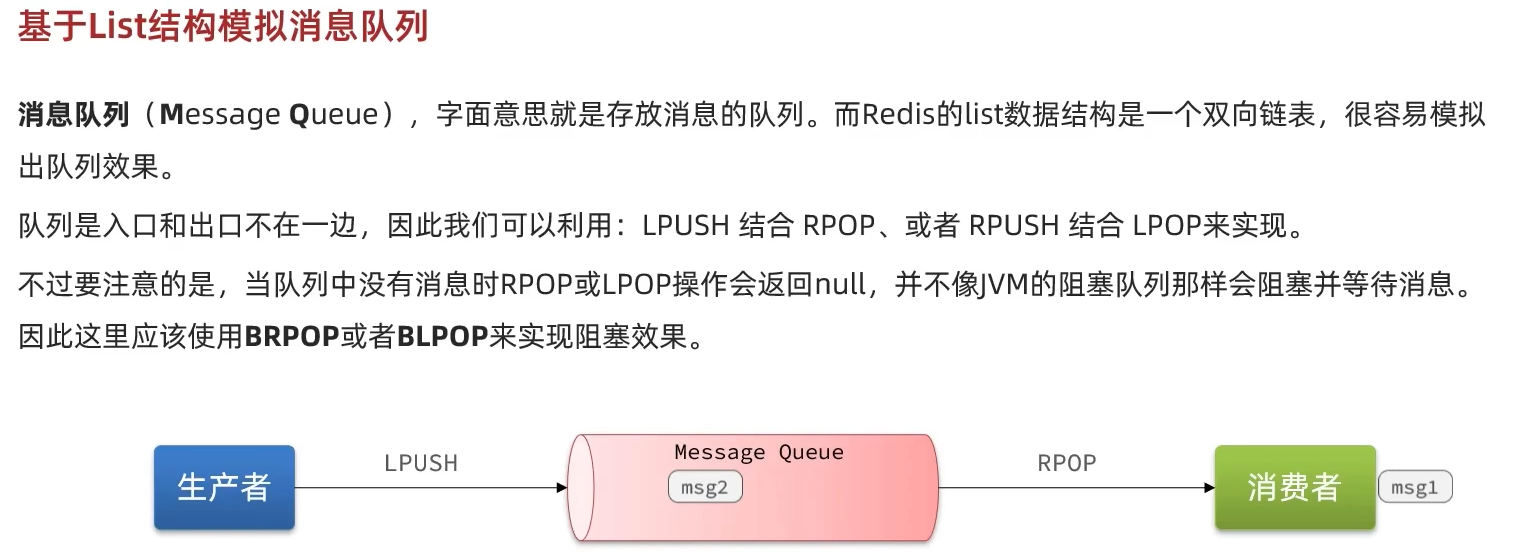 基于List结构模拟消息队列
消息队列（Message Queue），字面意思就是存放消息的队列。而Redis的list数据结构是一个双向链表，很容易模拟
出队列效果。
队列是入口和出口不在一边，因此我们可以利用：LPUSH 结合 RPOP、或者 RPUSH 结合 LPOP来实现。
不过要注意的是，当队列中没有消息时RPOP或LPOP操作会返回null，并不像JVM的阻塞队列那样会阻塞并等待消息。
因此这里应该使用BRPOP或者BLPOP来实现阻塞效果。
生产者
LPUSH
Message Queue
msg2
RPOP
消费者
msg1